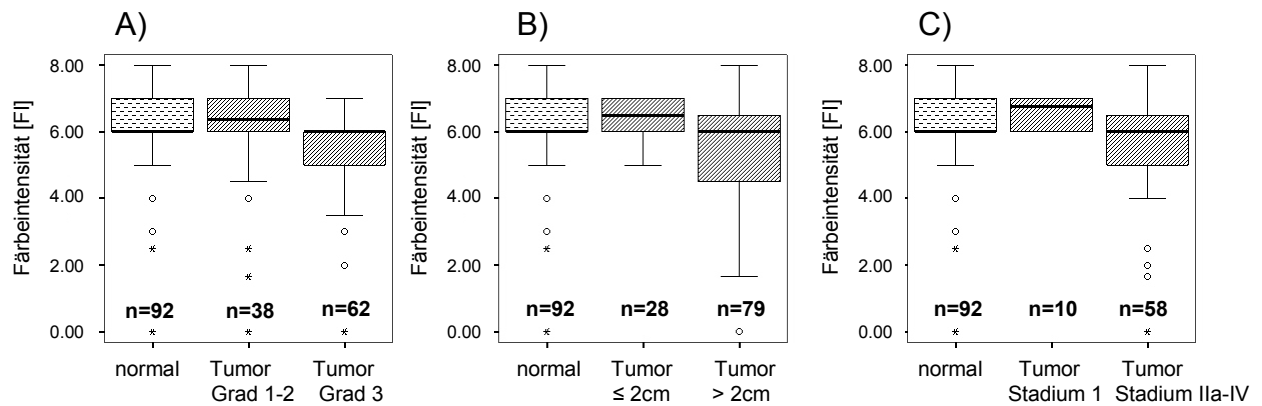 A)
Färbeintensität [FI]
8.00
6.00
4.00
2.00
0.00
n=92 n=38 n=62
normal Tumor Grad 1-2 Tumor Grad 3
B)
Färbeintensität [FI]
8.00
6.00
4.00
2.00
0.00
n=92 n=28 n=79
normal Tumor ≤ 2cm Tumor > 2cm
C)
Färbeintensität [FI]
8.00
6.00
4.00
2.00
0.00
n=92 n=10 n=58
normal Tumor Stadium 1 Tumor Stadium IIa-IV